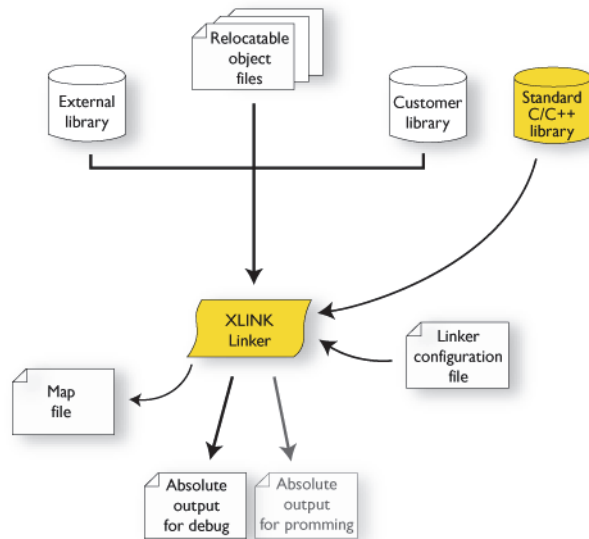 Relocatable
object
files
External
library
Customer
library
Standard
C/C++
library
XLINK
Linker
Linker
configuration
file
Map
file
Absolute
output
for debug
Absolute
output
for promming